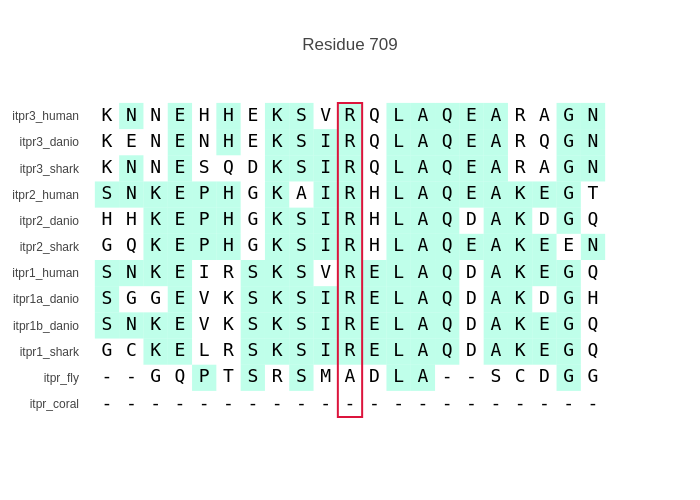 Residue 709
itpr3_human K N N E H H E K S V R Q L A Q E A R A G N
itpr3_danio K E N E N H E K S I R Q L A Q E A R Q G N
itpr3_shark K N N E S Q D K S I R Q L A Q E A R A G N
itpr2_human S N K E P H G K A I R H L A Q E A K E G T
itpr2_danio H H K E P H G K S I R H L A Q D A K D G Q
itpr2_shark G Q K E P H G K S I R H L A Q E A K E E N
itpr1_human S N K E I R S K S V R E L A Q D A K E G Q
itpr1a_danio S G G E V K S K S I R E L A Q D A K D G H
itpr1b_danio S N K E V K S K S I R E L A Q D A K E G Q
itpr1_shark G C K E L R S K S I R E L A Q D A K E G Q
itpr_fly - - G Q P T S R S M A D L A - - S C D G G
itpr_coral - - - - - - - - - - - - - - - - - - - - -